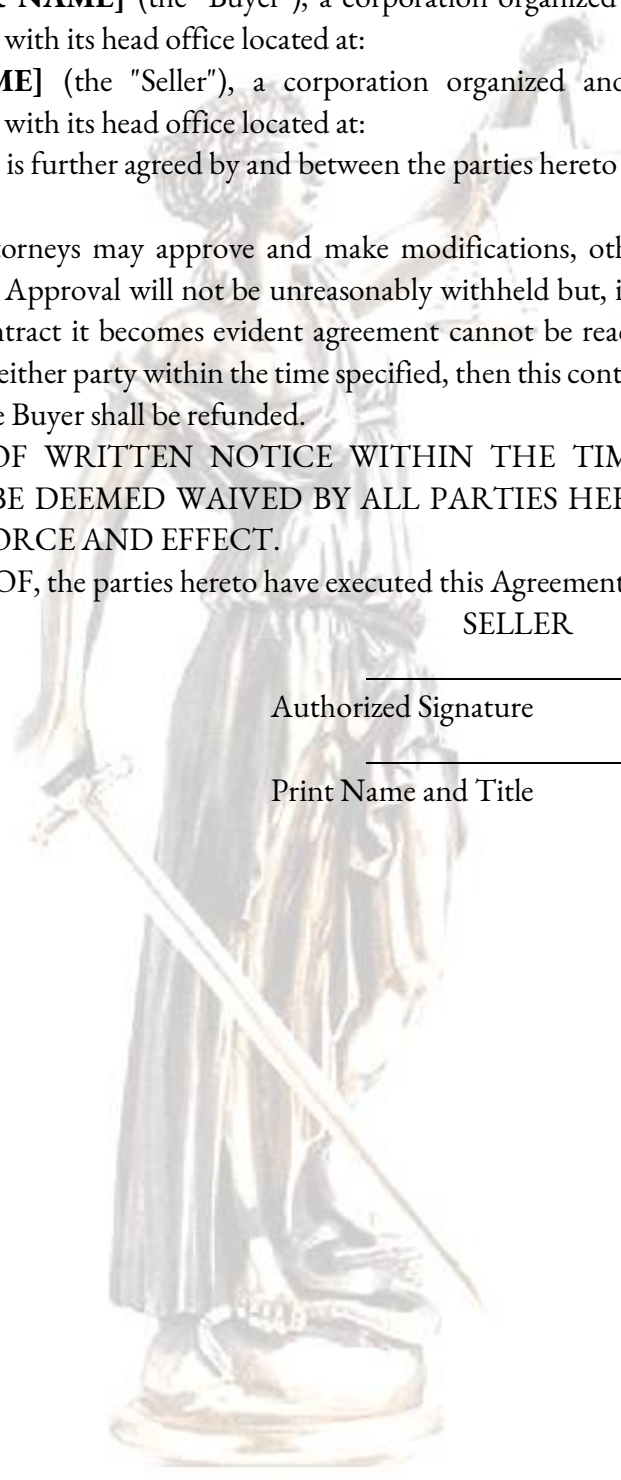 NAME] (the "Buyer"), a corporation organized
with its head office located at:
ME] (the "Seller"), a corporation organized and
with its head office located at:
is further agreed by and between the parties hereto
torneys may approve and make modifications, oth
Approval will not be unreasonably withheld but, i
ntract it becomes evident agreement cannot be read
either party within the time specified, then this cont
e Buyer shall be refunded.
OF WRITTEN NOTICE WITHIN THE TIM
BE DEEMED WAIVED BY ALL PARTIES HER
ORCE AND EFFECT.
OF, the parties hereto have executed this Agreement
SELLER
Authorized Signature
Print Name and Title